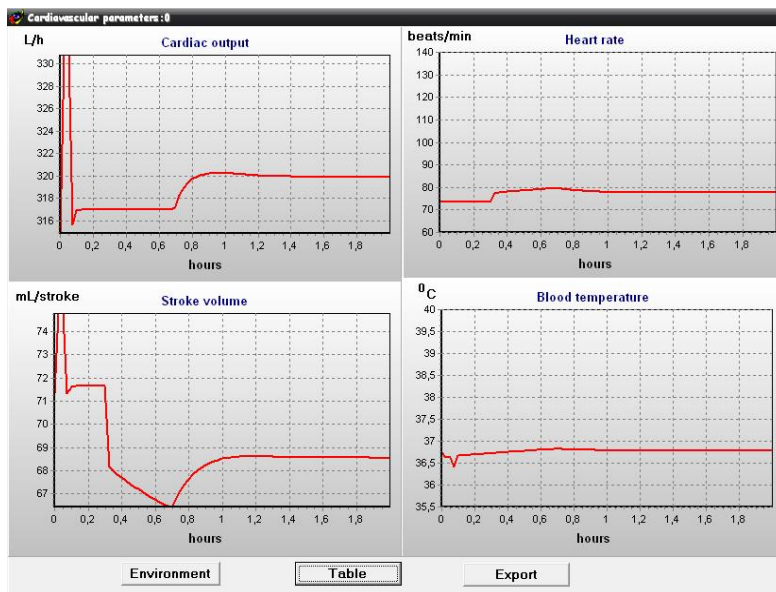 Cardiavascular parameters:0
L/h
Cardiac output
330
328
326
324
322
320
318
316
0 0,2 0,4 0,6 0,8 1 1,2 1,4 1,6 1,8
hours
beats/min
Heart rate
140
130
120
110
100
90
80
70
60
0 0,2 0,4 0,6 0,8 1 1,2 1,4 1,6 1,8
hours
mL/stroke
Stroke volume
74
73
72
71
70
69
68
67
0 0,2 0,4 0,6 0,8 1 1,2 1,4 1,6 1,8
hours
⁰C
Blood temperature
40
39,5
39
38,5
38
37,5
37
36,5
36
35,5
0 0,2 0,4 0,6 0,8 1 1,2 1,4 1,6 1,8
hours
Environment
Table
Export